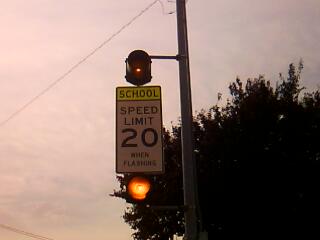 SCHOOL
SPEED
LIMIT
20
WHEN
FLASHING